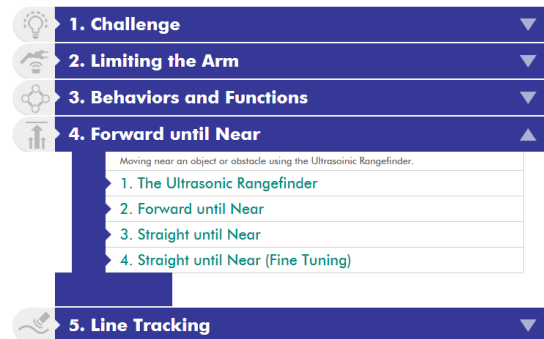 1. Challenge
2. Limiting the Arm
3. Behaviors and Functions
4. Forward until Near
Moving near an object or obstacle using the Ultrasoinic Rangefinder.
1. The Ultrasonic Rangefinder
2. Forward until Near
3. Straight until Near
4. Straight until Near (Fine Tuning)
5. Line Tracking